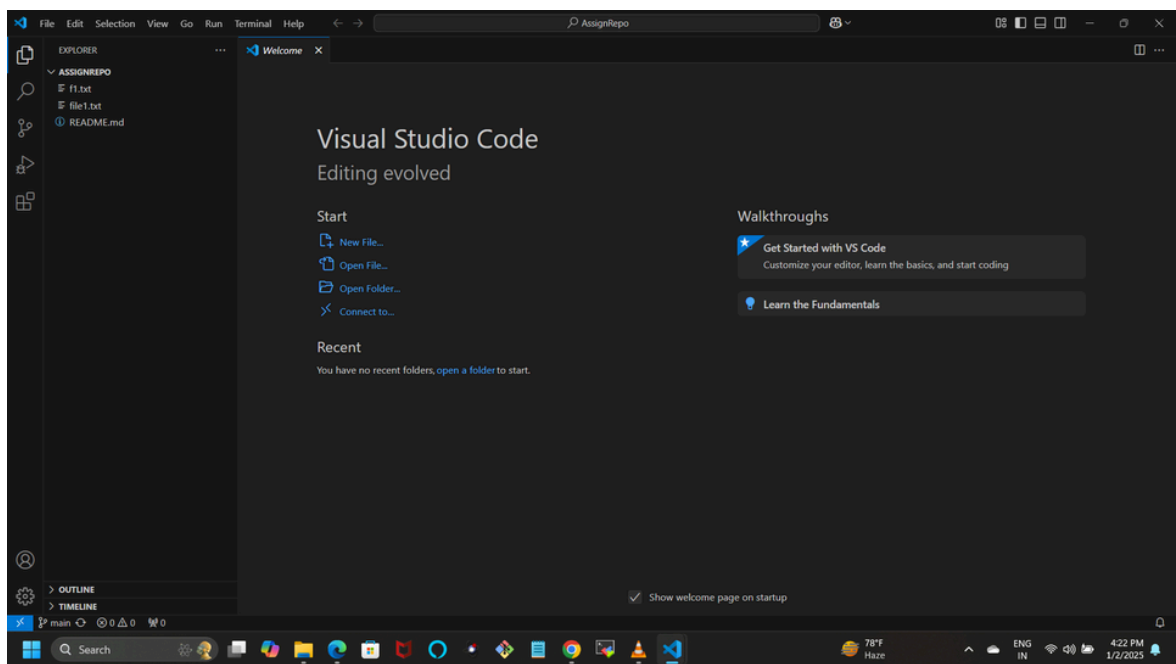 File Edit Selection View Go Run Terminal Help
AssignRepo
EXPLORER
Welcome
ASSIGNREPO
f1.txt
file1.txt
README.md
Visual Studio Code
Editing evolved
Start
New File...
Open File...
Open Folder...
Connect to...
Recent
You have no recent folders, open a folder to start.
Walkthroughs
Get Started with VS Code
Customize your editor, learn the basics, and start coding
Learn the Fundamentals
Show welcome page on startup
OUTLINE
TIMELINE
main 0 0 0
Search
78°F
Haze
ENG
IN
4:22 PM
1/2/2025